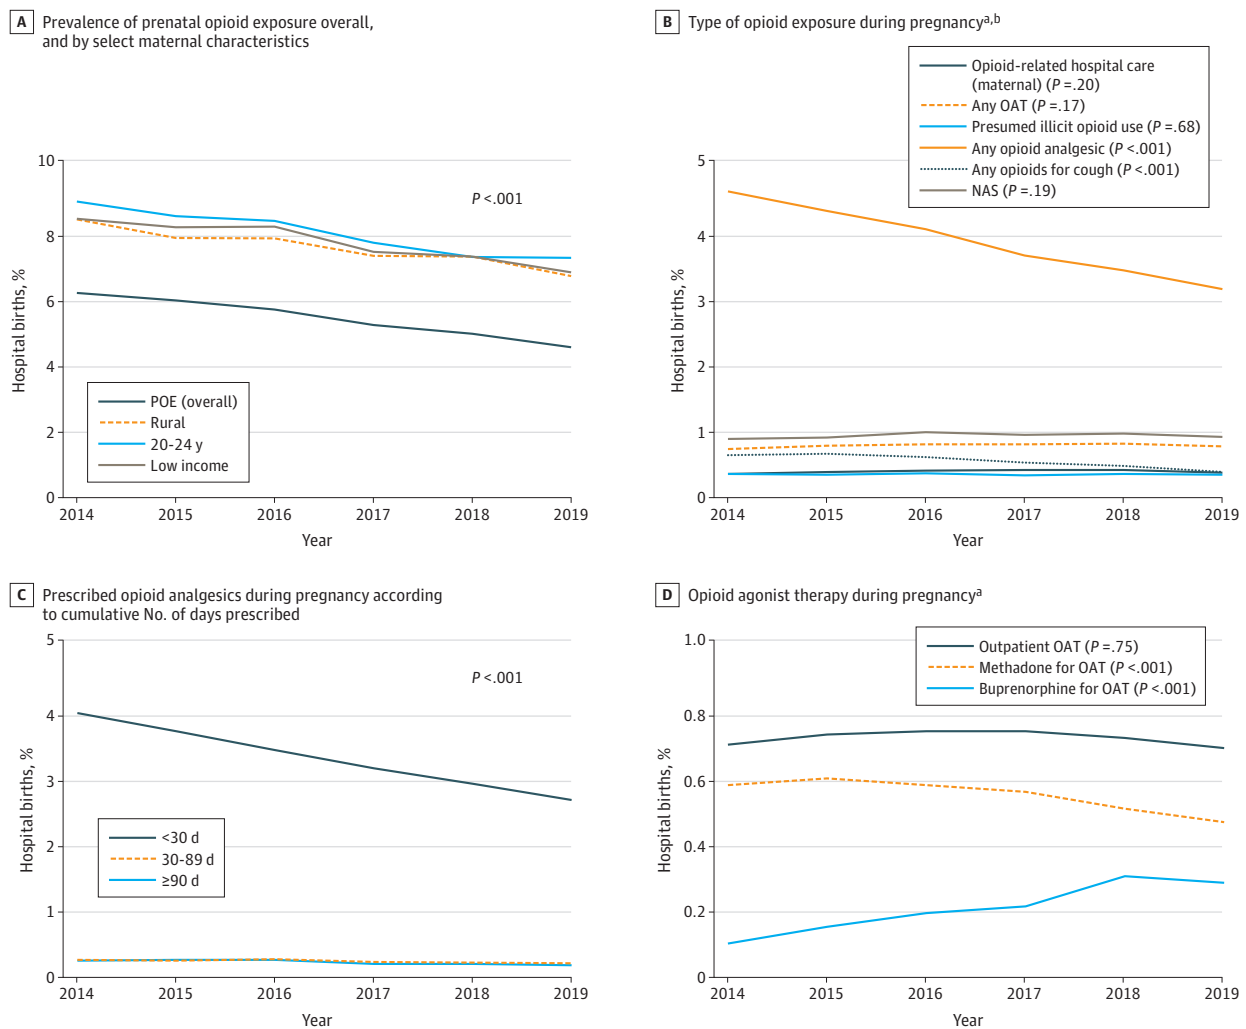 A Prevalence of prenatal opioid exposure overall,
and by select maternal characteristics
10
8
6
4
2
0
Hospital births, %
P <.001
POE (overall)
Rural
20-24 y
Low income
2014 2015 2016 2017 2018 2019
Year
B Type of opioid exposure during pregnancya,b
Opioid-related hospital care
(maternal) (P =.20)
Any OAT (P =.17)
Presumed illicit opioid use (P =.68)
Any opioid analgesic (P <.001)
Any opioids for cough (P <.001)
NAS (P =.19)
5
4
3
2
1
0
Hospital births, %
2014 2015 2016 2017 2018 2019
Year
C Prescribed opioid analgesics during pregnancy according
to cumulative No. of days prescribed
5
4
3
2
1
0
Hospital births, %
P <.001
<30 d
30-89 d
≥90 d
2014 2015 2016 2017 2018 2019
Year
D Opioid agonist therapy during pregnancya
Outpatient OAT (P =.75)
Methadone for OAT (P <.001)
Buprenorphine for OAT (P <.001)
1.0
0.8
0.6
0.4
0.2
0
Hospital births, %
2014 2015 2016 2017 2018 2019
Year